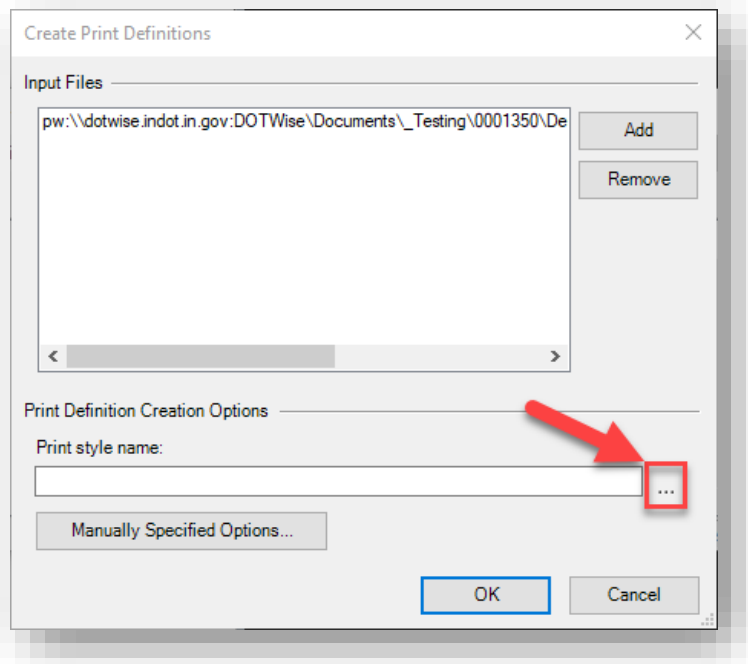 Create Print Definitions
Input Files
pw:\\dotwise.indot.in.gov:DOTWise\Documents\_Testing\0001350\De
Add
Remove
Print Definition Creation Options
Print style name:
...
Manually Specified Options...
OK
Cancel